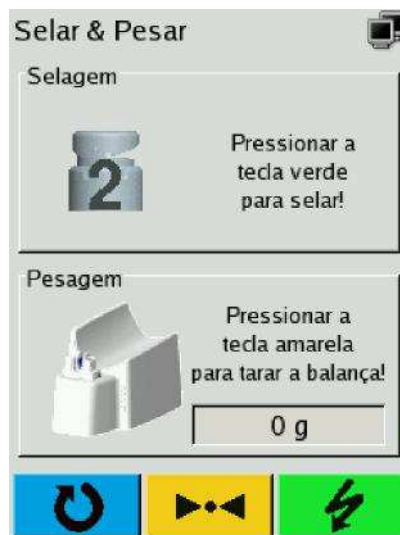 Selar & Pesar
Selagem
2
Pressionar a
tecla verde
para selar!
Pesagem
Pressionar a
tecla amarela
para tarar a balança!
0 g